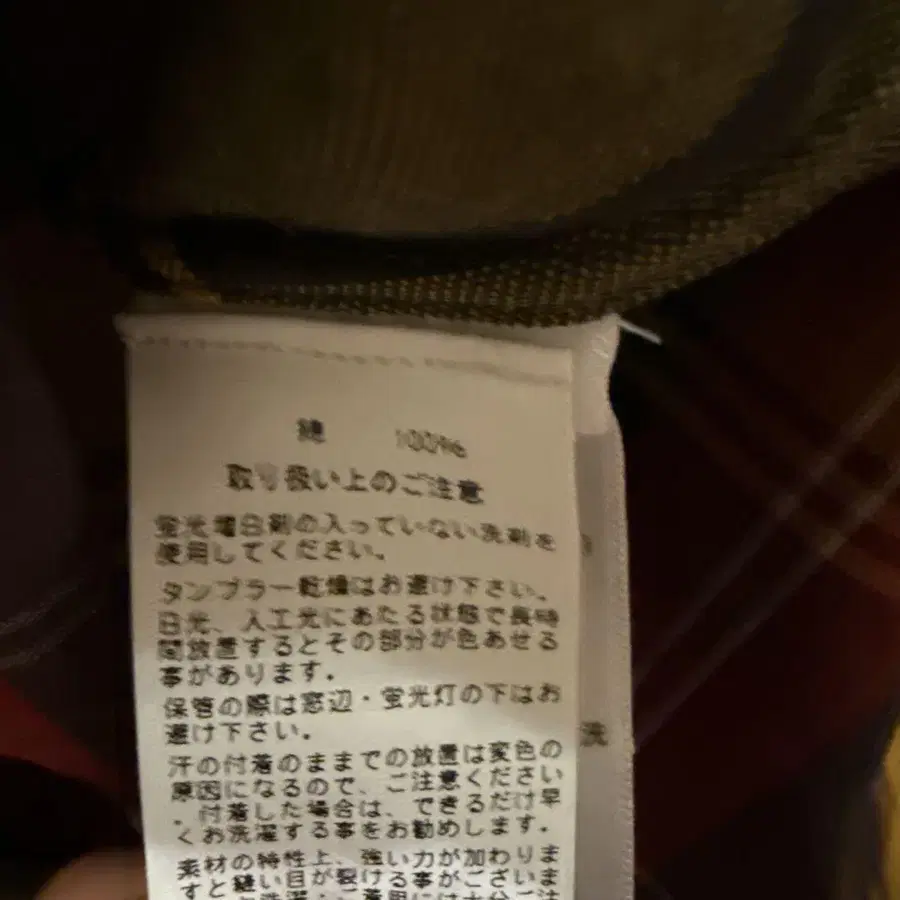 綿 100%
取り扱い上のご注意
蛍光増白剤の入っていない洗剤を
使用してください。
タンブラー乾燥はお避け下さい。
日光、人工光にあたる状態で長時
間放置するとその部分が色あせる
事があります。
保管の際は窓辺・蛍光灯の下はお
避け下さい。
汗の付着のままでの放置は変色の
原因になるので、ご注意ください
。付着した場合は、できるだけ早
くお洗濯する事をお勧めします。
素材の特性上、強い力が加わりま
すと縫い目が裂ける事がございま
洗